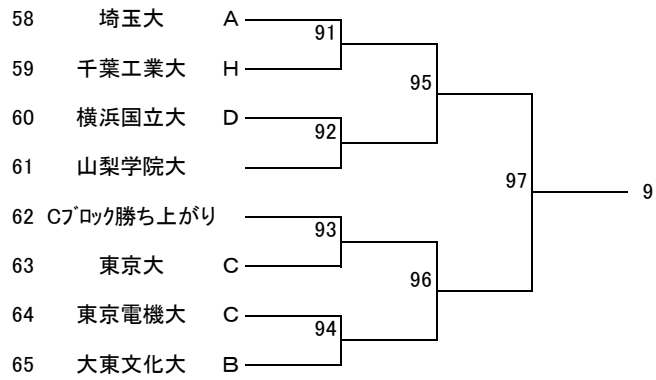 58 埼玉大 A
91
59 千葉工業大 H
95
60 横浜国立大 D
92
61 山梨学院大
97
9
62 Cブロック勝ち上がり
93
63 東京大 C
96
64 東京電機大 C
94
65 大東文化大 B